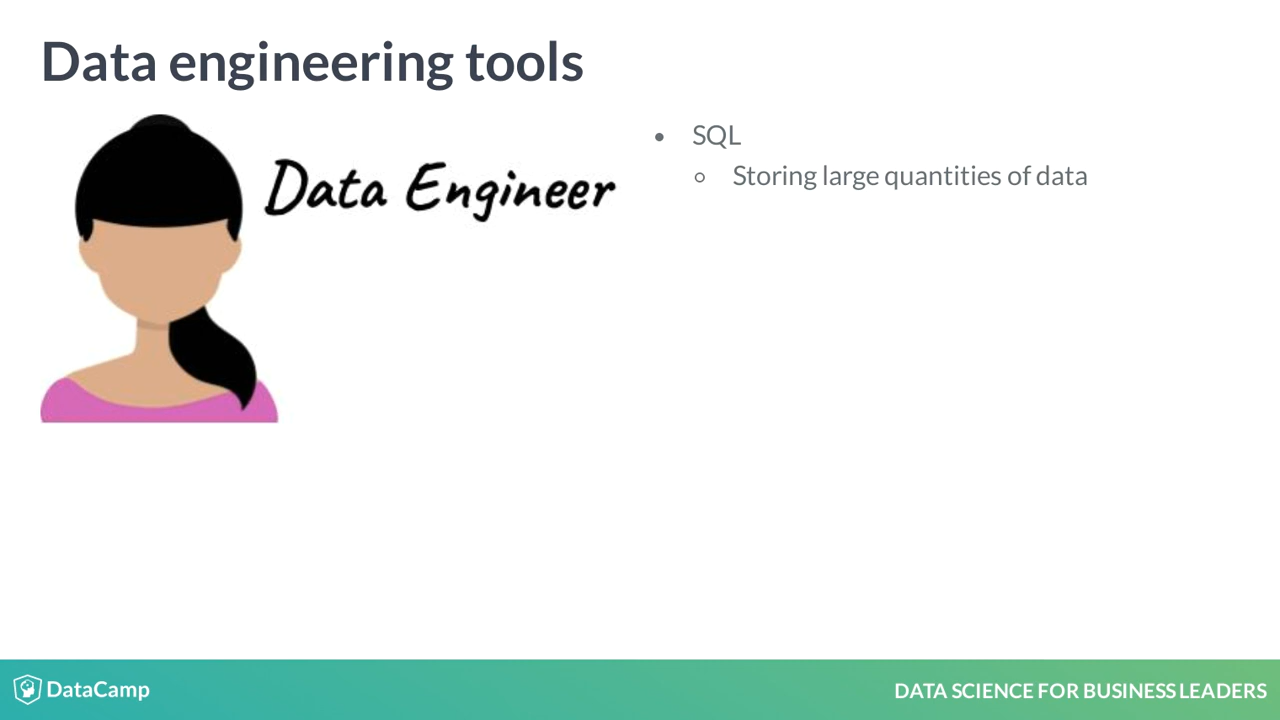 Data engineering tools
Data Engineer
SQL
Storing large quantities of data
DataCamp
DATA SCIENCE FOR BUSINESS LEADERS